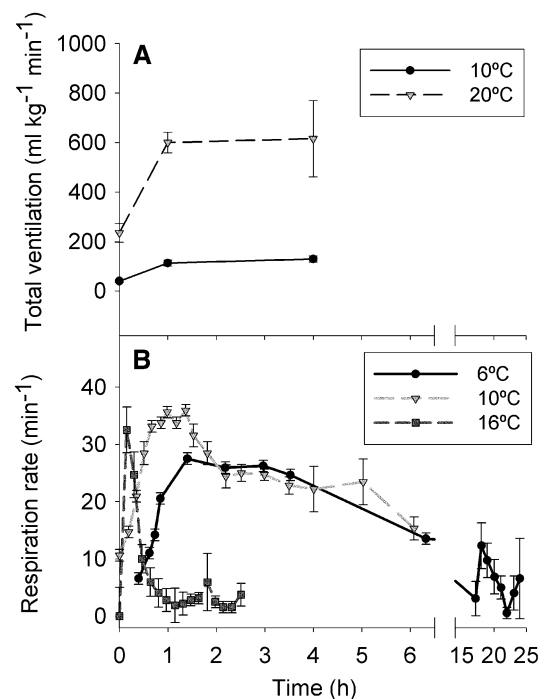 A
Total ventilation (ml kg⁻¹ min⁻¹)
1000
800
600
400
200
0
10ºC
20ºC
B
Respiration rate (min⁻¹)
40
30
20
10
0
6ºC
10ºC
16ºC
0 1 2 3 4 5 6 15 20 25
Time (h)